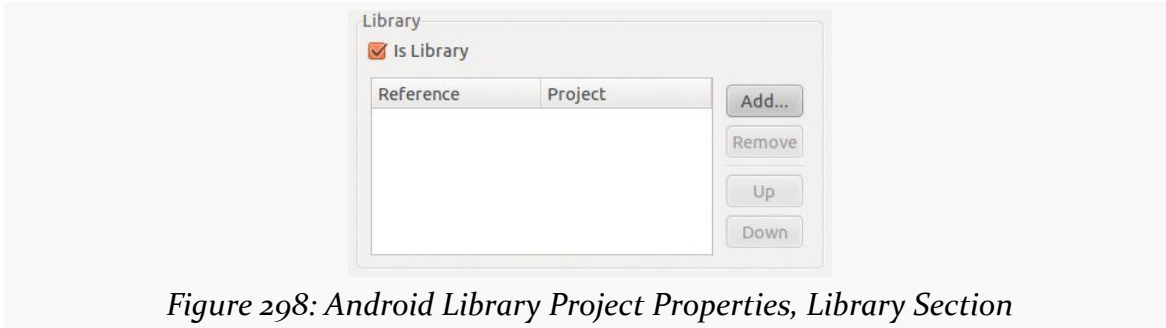 Library
Is Library
Reference Project
Add...
Remove
Up
Down
Figure 298: Android Library Project Properties, Library Section